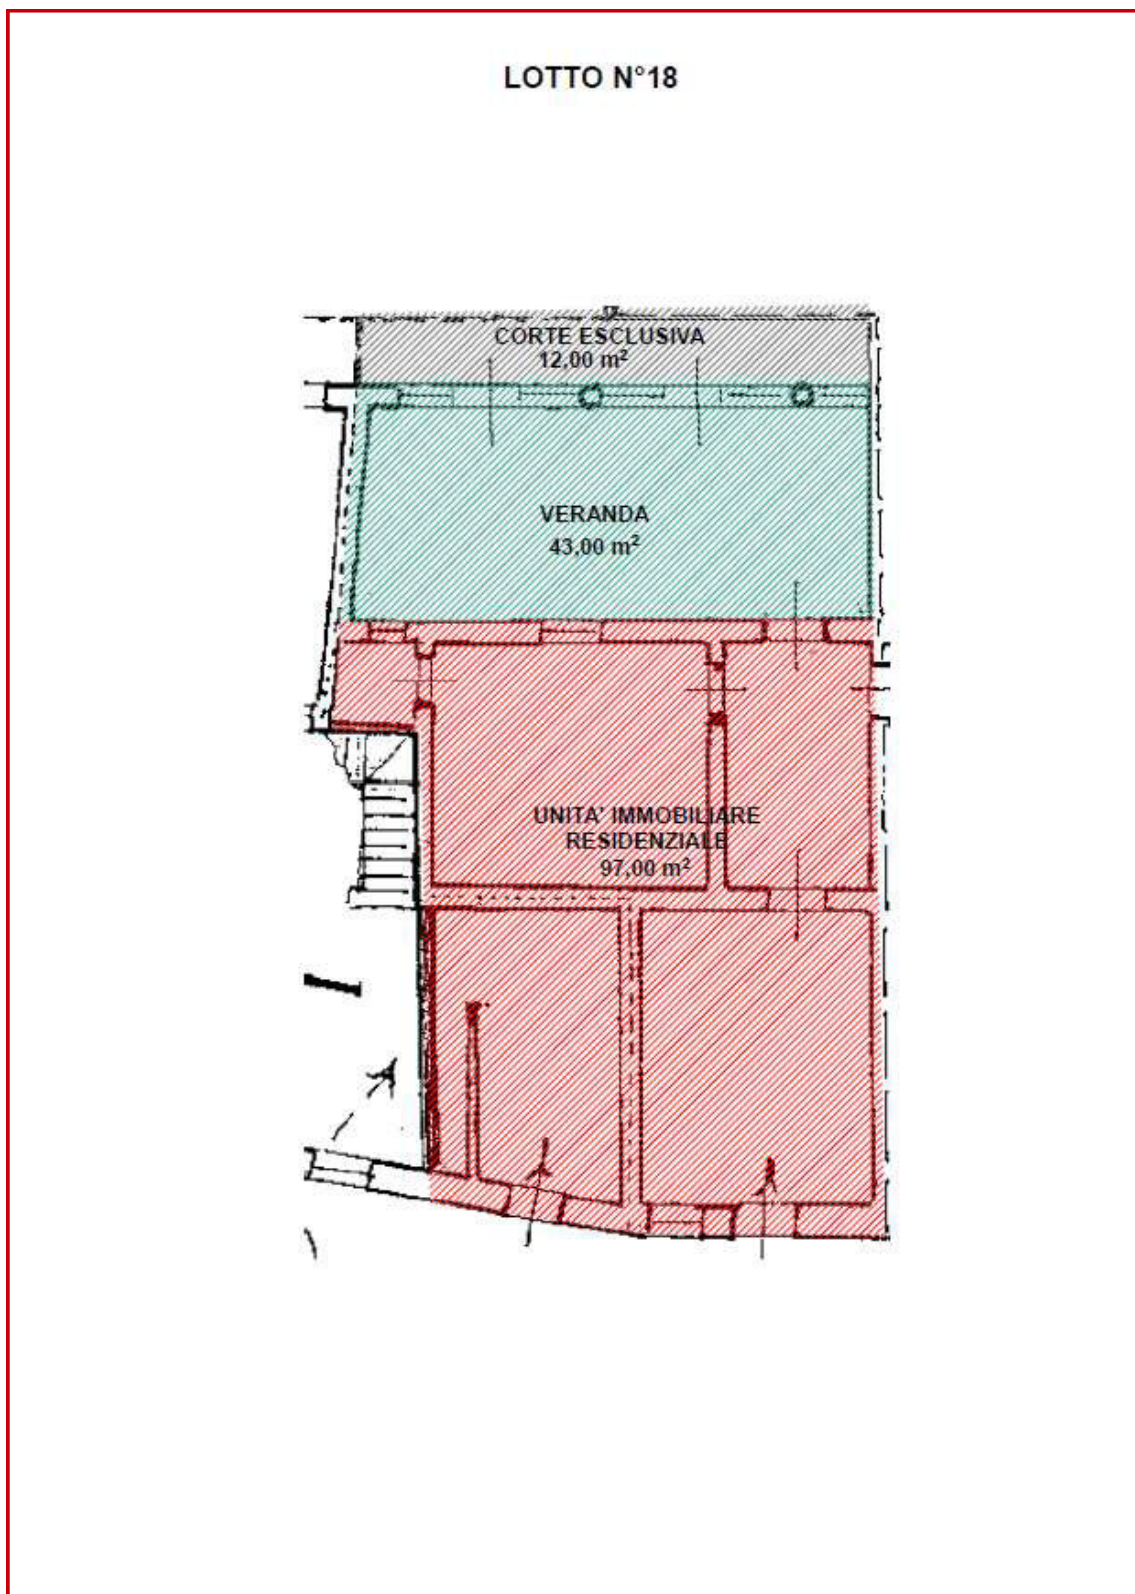 LOTTO N°18
CORTE ESCLUSIVA
12,00 m²
VERANDA
43,00 m²
UNITA' IMMOBILIARE
RESIDENZIALE
97,00 m²